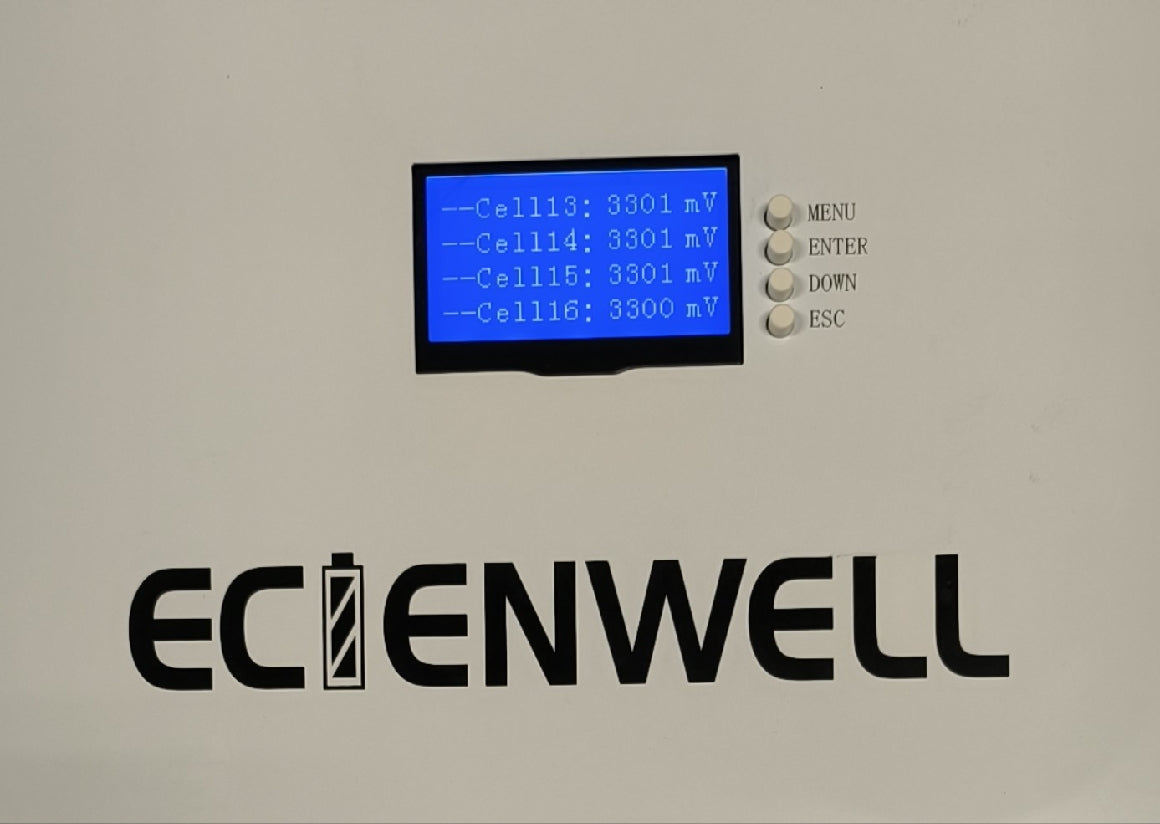 --Cell13: 3301 mV
--Cell14: 3301 mV
--Cell15: 3301 mV
--Cell16: 3300 mV
MENU
ENTER
DOWN
ESC
ECIENWELL